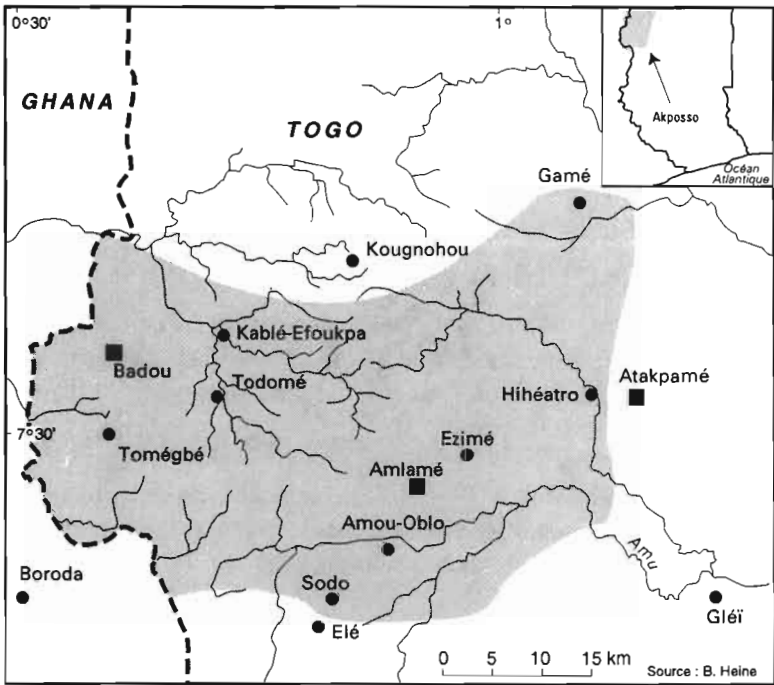 0°30'
1°
GHANA
TOGO
Akposso
Océan
Atlantique
Gamé
Kougnohou
Kablé-Efoukpa
Badou
Todomé
Hihéatro
Atakpamé
7°30
Tomégbé
Ezimé
Amlamé
Amou-Oblo
Amu
Boroda
Sodo
Elé
Gléï
0 5 10 15 km
Source : B. Heine